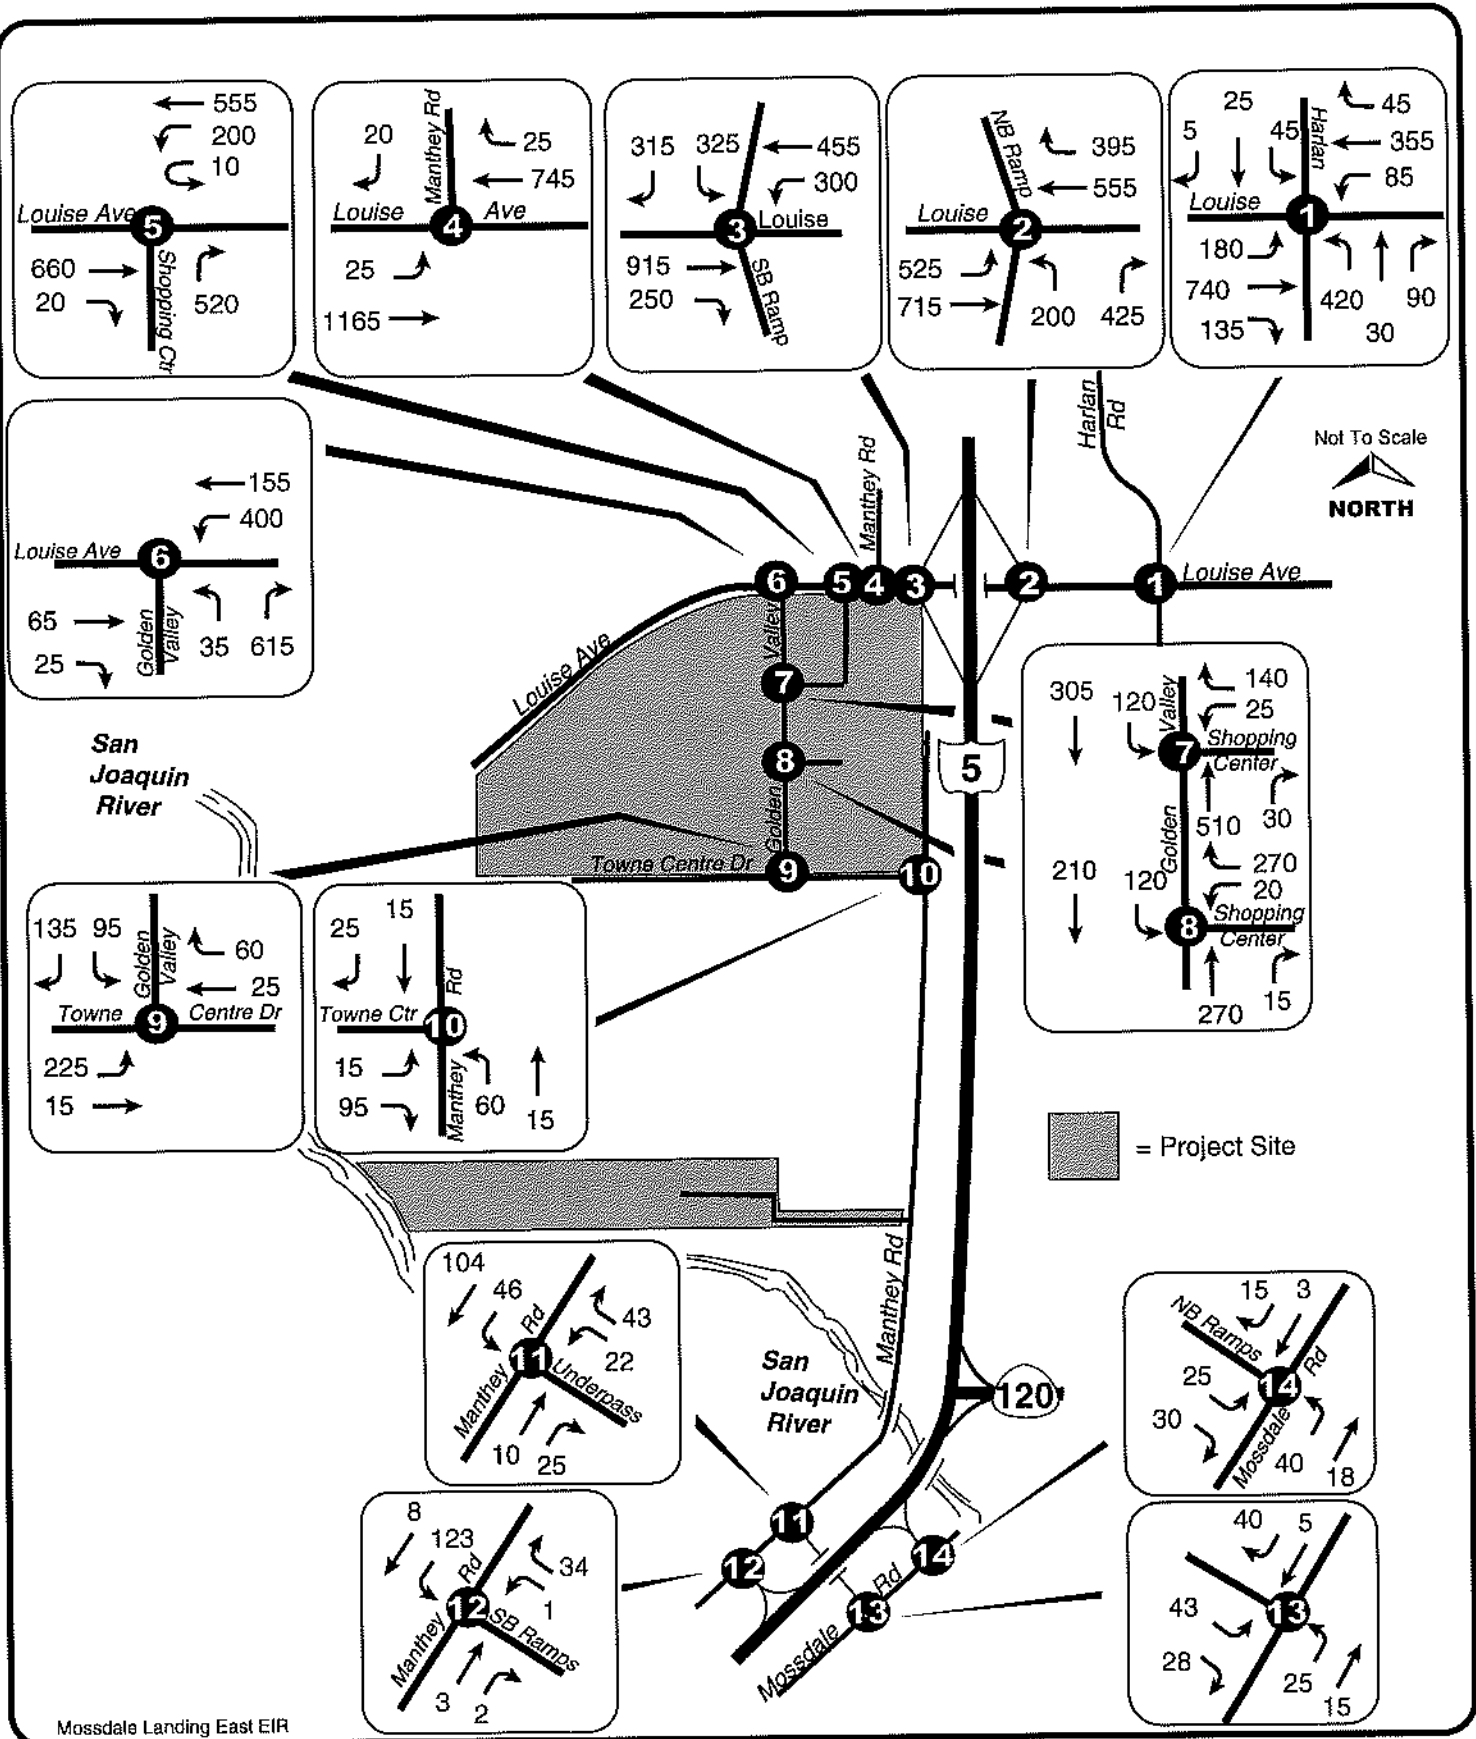 555
200
10
Louise Ave
5
660
20
520
Shopping Ctr
20
Manthey Rd
25
745
Louise
4
Ave
25
1165
315
325
455
300
3
Louise
915
250
SB Ramp
NB Ramp
395
555
Louise
2
525
715
200
425
5
25
45
Harlan
45
355
85
Louise
1
180
740
135
420
30
90
155
400
Louise Ave
6
65
25
Golden
Valley
35
615
Harlan
Rd
Not To Scale
NORTH
Manthey Rd
6
5
4
3
2
1
Louise Ave
Louise Ave
Valley
7
8
Golden
Towne Centre Dr
9
10
5
San
Joaquin
River
305
120
Valley
140
25
7
Shopping
Center
510
30
Golden
210
120
270
20
8
Shopping
Center
270
15
135
95
Golden
Valley
60
25
Towne
9
Centre Dr
225
15
25
15
Rd
Towne Ctr
10
15
95
Manthey
60
15
= Project Site
Manthey Rd
104
46
Rd
43
22
11
Manthey
Underpass
10
25
San
Joaquin
River
120
15
3
NB Ramps
Rd
25
14
30
Mossdale
40
18
8
123
Rd
34
1
12
Manthey
SB Ramps
3
2
11
12
14
13
Mossdale
Rd
40
5
43
13
28
25
15
Mossdale Landing East EIR